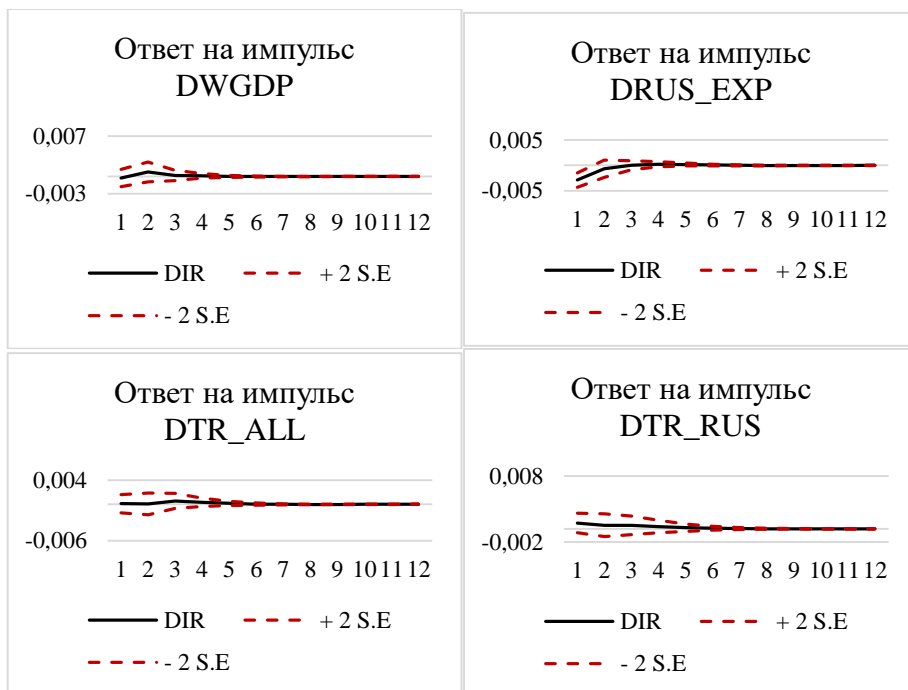 Ответ на импульс
DWGDP
0,007
-0,003
1 2 3 4 5 6 7 8 9 10 11 12
DIR + 2 S.E
- 2 S.E
Ответ на импульс
DRUS_EXP
0,005
-0,005
1 2 3 4 5 6 7 8 9 10 11 12
DIR + 2 S.E
- 2 S.E
Ответ на импульс
DTR_ALL
0,004
-0,006
1 2 3 4 5 6 7 8 9 10 11 12
DIR + 2 S.E
- 2 S.E
Ответ на импульс
DTR_RUS
0,008
-0,002
1 2 3 4 5 6 7 8 9 10 11 12
DIR + 2 S.E
- 2 S.E